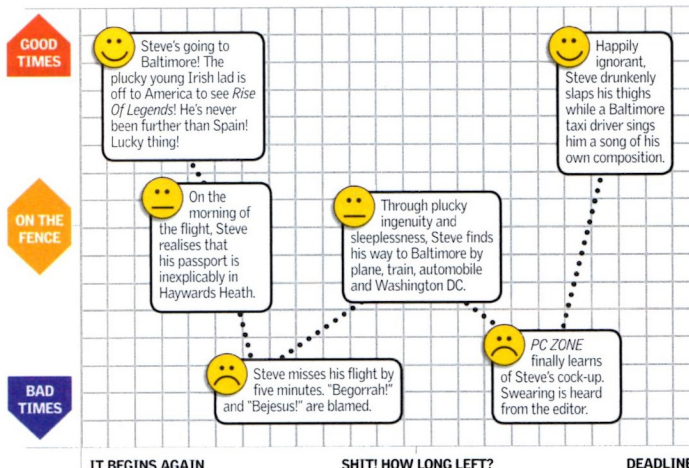 GOOD
TIMES
Steve's going to
Baltimore! The
plucky young Irish lad is
off to America to see Rise
Of Legends! He's never
been further than Spain!
Lucky thing!
Happily
ignorant,
Steve drunkenly
slaps his thighs
while a Baltimore
taxi driver sings
him a song of his
own composition.
ON THE
FENCE
On the
morning of
the flight, Steve
realises that
his passport is
inexplicably in
Haywards Heath.
Through plucky
ingenuity and
sleeplessness, Steve finds
his way to Baltimore by
plane, train, automobile
and Washington DC.
BAD
TIMES
Steve misses his flight by
five minutes. "Begorrah!"
and "Bejesus!" are blamed.
PC ZONE
finally learns
of Steve's cock-up.
Swearing is heard
from the editor.
IT BEGINS AGAIN
SHIT! HOW LONG LEFT?
DEADLINE